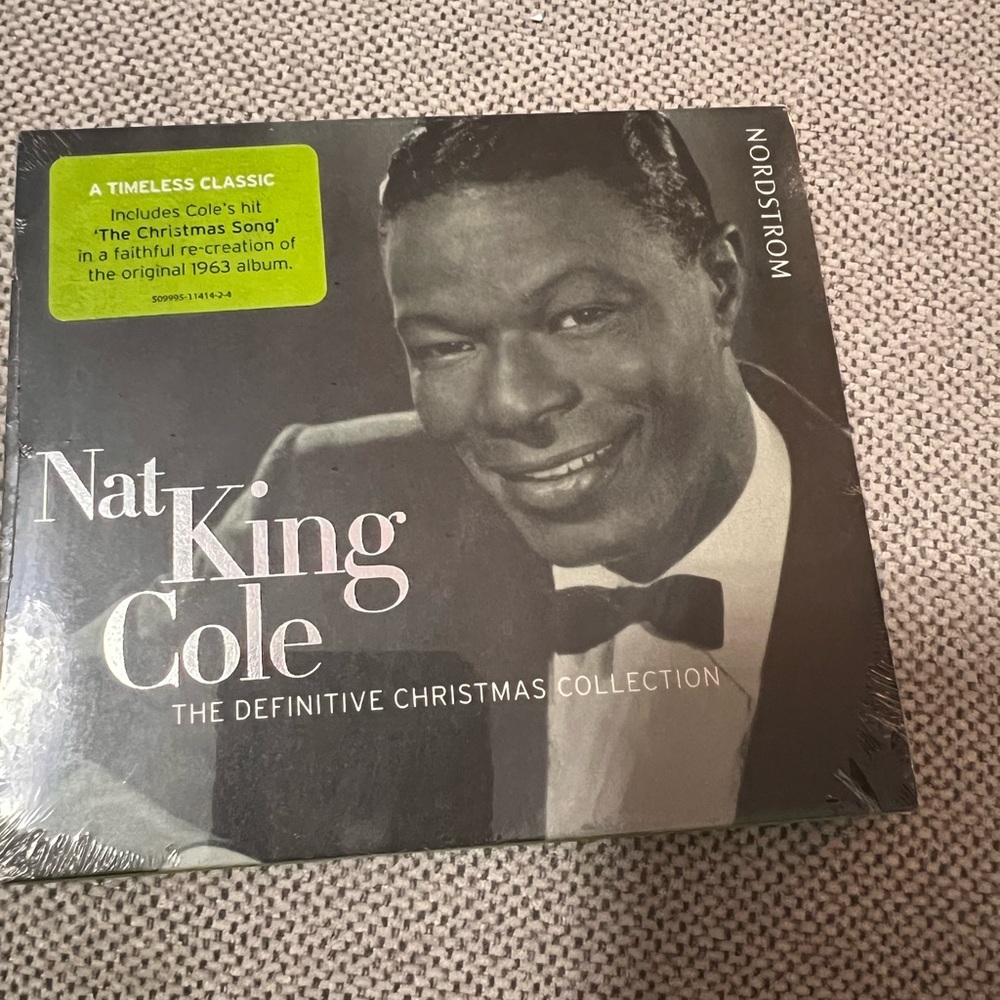 A TIMELESS CLASSIC
Includes Cole's hit
'The Christmas Song'
in a faithful re-creation of
the original 1963 album.
509995-11414-2-4
NORDSTROM
Nat
King
Cole
THE DEFINITIVE CHRISTMAS COLLECTION